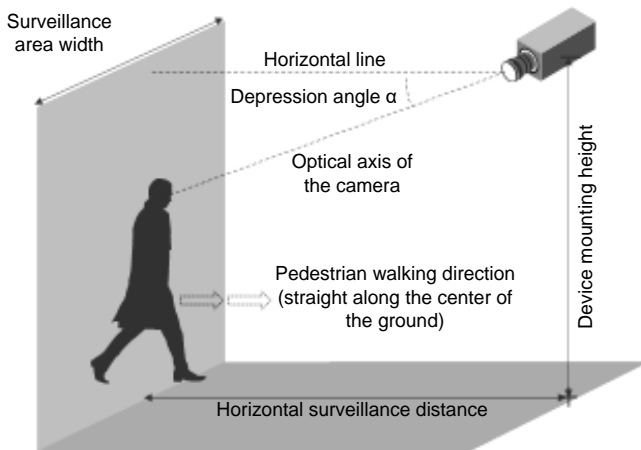 Surveillance
area width
Horizontal line
Depression angle α
Optical axis of
the camera
Device mounting height
Pedestrian walking direction
(straight along the center of
the ground)
Horizontal surveillance distance